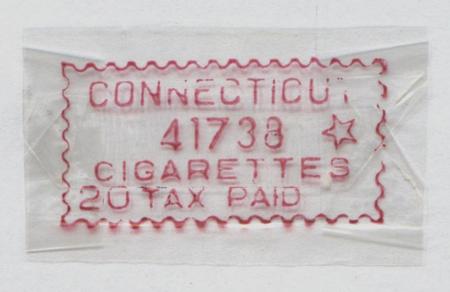 CONNECTICUT
41738
CIGARETTES
20 TAX PAID